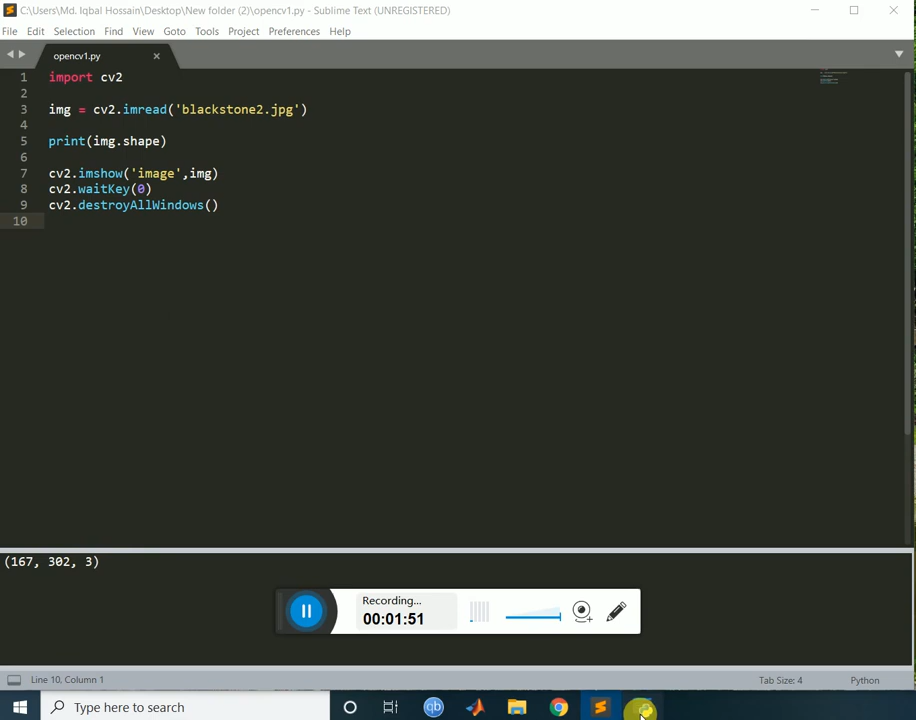 C:\Users\Md. Iqbal Hossain\Desktop\New folder (2)\opencv1.py - Sublime Text (UNREGISTERED)
File Edit Selection Find View Goto Tools Project Preferences Help
opencv1.py
1 import cv2
2
3 img = cv2.imread('blackstone2.jpg')
4
5 print(img.shape)
6
7 cv2.imshow('image',img)
8 cv2.waitKey(0)
9 cv2.destroyAllWindows()
10
(167, 302, 3)
Recording...
00:01:51
Line 10, Column 1 Tab Size: 4 Python
Type here to search qb